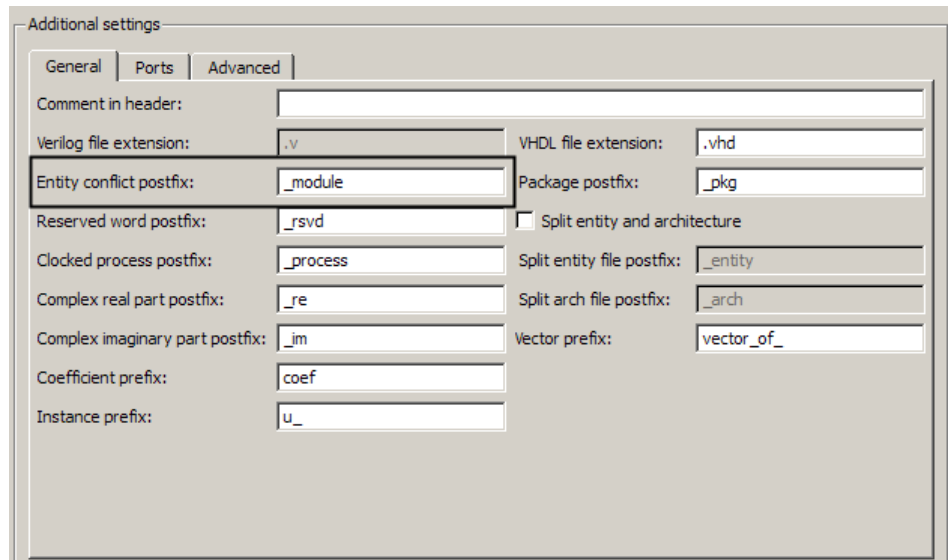 Additional settings
General Ports Advanced
Comment in header:
Verilog file extension: .v VHDL file extension: .vhd
Entity conflict postfix: _module Package postfix: _pkg
Reserved word postfix: _rsvd Split entity and architecture
Clocked process postfix: _process Split entity file postfix: _entity
Complex real part postfix: _re Split arch file postfix: _arch
Complex imaginary part postfix: _im Vector prefix: vector_of_
Coefficient prefix: coef
Instance prefix: u_